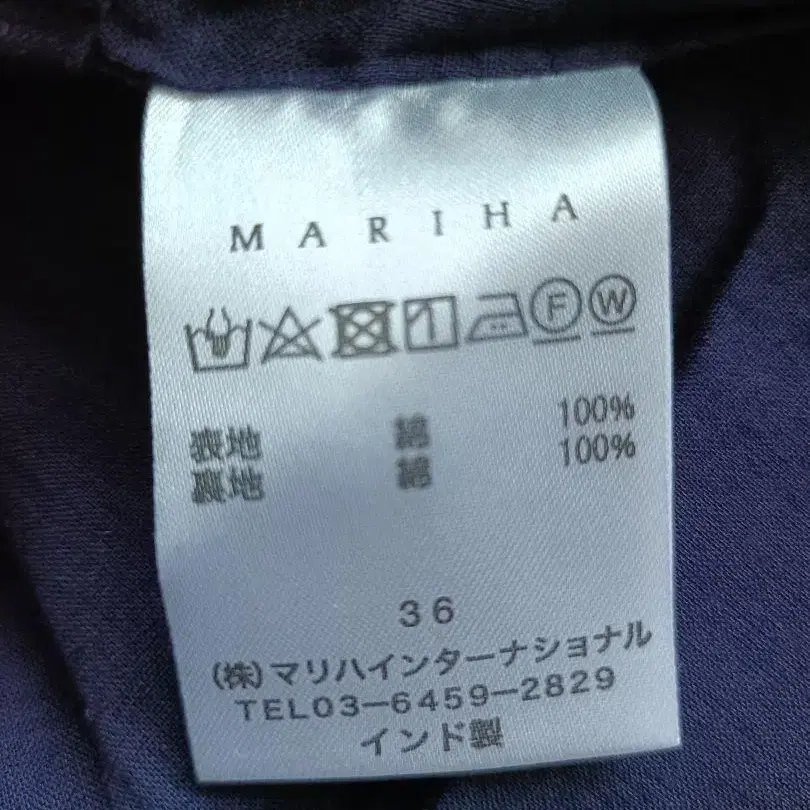 MARIHA
F W
表地 綿 100%
裏地 綿 100%
36
(株)マリハインターナショナル
TEL03-6459-2829
インド製